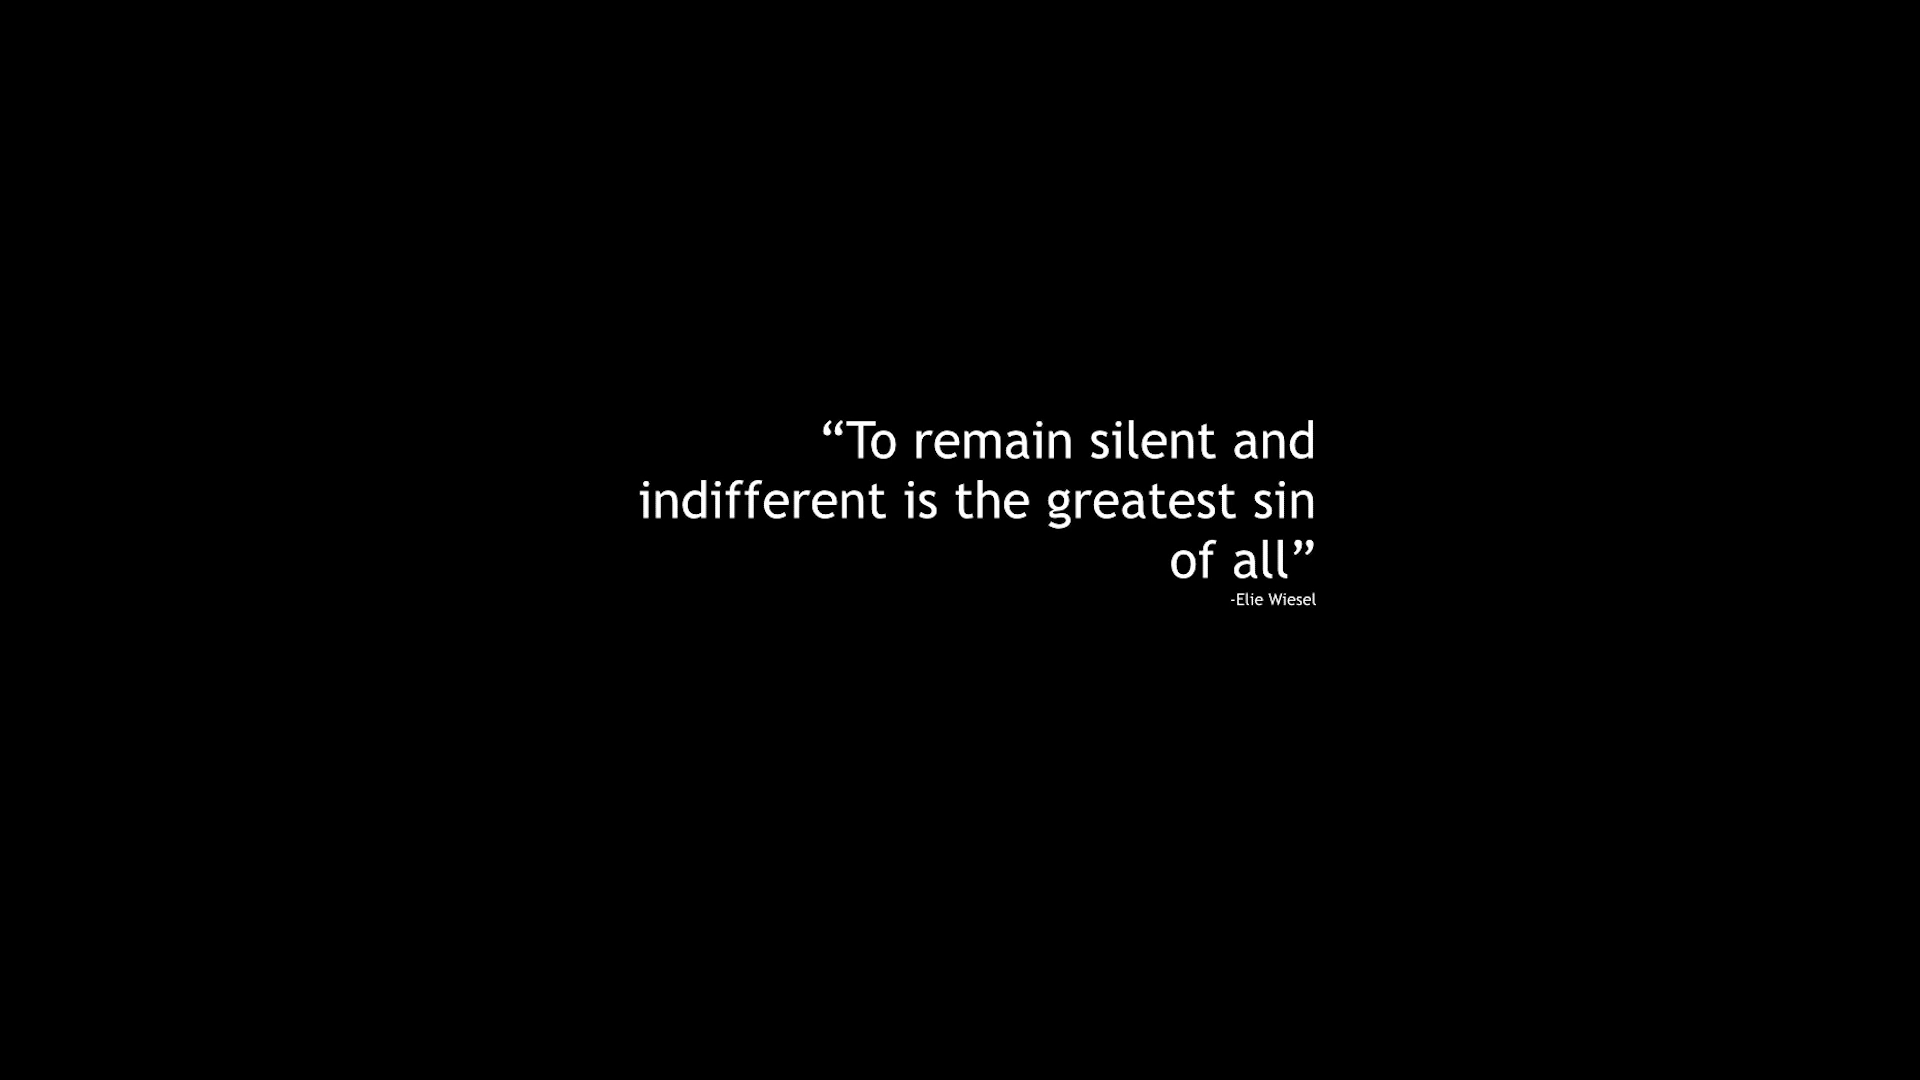 “To remain silent and
indifferent is the greatest sin
of all”
-Elie Wiesel